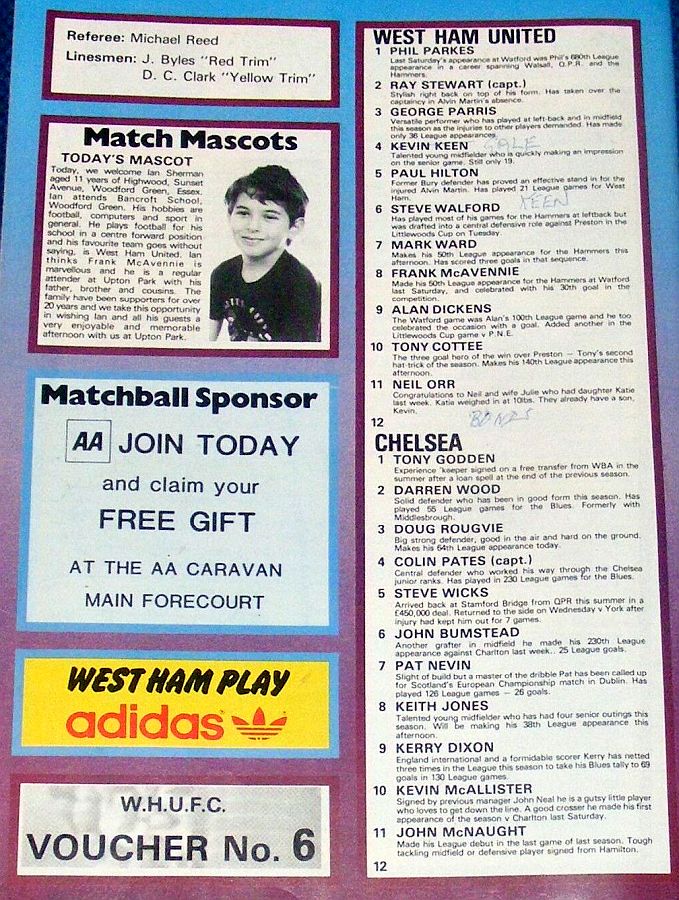 Referee: Michael Reed
Linesmen: J. Byles "Red Trim"
D. C. Clark "Yellow Trim"
Match Mascots
TODAY'S MASCOT
Today, we welcome Ian Sherman
aged 11 years of Highwood, Sunset
Avenue, Woodford Green, Essex.
Ian attends Bancroft School,
Woodford Green. His hobbies are
football, computers and sport in
general. He plays football for his
school in a centre forward position
and his favourite team goes without
saying, is West Ham United. Ian
thinks Frank McAvennie is
marvellous and he is a regular
attender at Upton Park with his
father, brother and cousins. The
family have been supporters for over
20 years and we take this opportunity
in wishing Ian and all his guests a
very enjoyable and memorable
afternoon with us at Upton Park.
Matchball Sponsor
AA JOIN TODAY
and claim your
FREE GIFT
AT THE AA CARAVAN
MAIN FORECOURT
WEST HAM PLAY
adidas
W.H.U.F.C.
VOUCHER No. 6
WEST HAM UNITED
1 PHIL PARKES
Last Saturday's appearance at Watford was Phil's 680th League
appearance in a career spanning Walsall, Q.P.R. and the
Hammers.
2 RAY STEWART (capt.)
Stylish right back on top of his form. Has taken over the
captaincy in Alvin Martin's absence.
3 GEORGE PARRIS
Versatile performer who has played at left-back and in midfield
this season as the injuries to other players demanded. Has made
only 36 League appearances.
4 KEVIN KEEN
Talented young midfielder who is quickly making an impression
on the senior game. Still only 19.
5 PAUL HILTON
Former Bury defender has proved an effective stand in for the
injured Alvin Martin. Has played 21 League games for West
Ham.
KEEN
6 STEVE WALFORD
Has played most of his games for the Hammers at leftback but
was drafted into a central defensive role against Preston in the
Littlewoods Cup on Tuesday.
7 MARK WARD
Makes his 50th League appearance for the Hammers this
afternoon. Has scored three goals in that sequence.
8 FRANK McAVENNIE
Made his 50th League appearance for the Hammers at Watford
last Saturday, and celebrated with his 30th goal in the
competition.
9 ALAN DICKENS
The Watford game was Alan's 100th League game and he too
celebrated the occasion with a goal. Added another in the
Littlewoods Cup game v P.N.E.
10 TONY COTTEE
The three goal hero of the win over Preston — Tony's second
hat-trick of the season. Makes his 140th League appearance this
afternoon.
11 NEIL ORR
Congratulations to Neil and wife Julie who had daughter Katie
last week. Katie weighed in at 10lbs. They already have a son,
Kevin.
12
CHELSEA
1 TONY GODDEN
Experience 'keeper signed on a free transfer from WBA in the
summer after a loan spell at the end of the previous season.
2 DARREN WOOD
Solid defender who has been in good form this season. Has
played 55 League games for the Blues. Formerly with
Middlesbrough.
3 DOUG ROUGVIE
Big strong defender, good in the air and hard on the ground.
Makes his 64th League appearance today.
4 COLIN PATES (capt.)
Central defender who worked his way through the Chelsea
junior ranks. Has played in 230 League games for the Blues.
5 STEVE WICKS
Arrived back at Stamford Bridge from QPR this summer in a
£450,000 deal. Returned to the side on Wednesday v York after
injury had kept him out for 7 games.
6 JOHN BUMSTEAD
Another grafter in midfield he made his 230th League
appearance against Charlton last week.. 25 League goals.
7 PAT NEVIN
Slight of build but a master of the dribble Pat has been called up
for Scotland's European Championship match in Dublin. Has
played 126 League games — 26 goals.
8 KEITH JONES
Talented young midfielder who has had four senior outings this
season. Will be making his 38th League appearance this
afternoon.
9 KERRY DIXON
England international and a formidable scorer Kerry has netted
three times in the League this season to take his Blues tally to 69
goals in 130 League games.
10 KEVIN McALLISTER
Signed by previous manager John Neal he is a gutsy little player
who loves to get down the line. A good crosser he made his first
appearance of the season v Charlton last Saturday.
11 JOHN McNAUGHT
Made his League debut in the last game of last season. Tough
tackling midfield or defensive player signed from Hamilton.
12